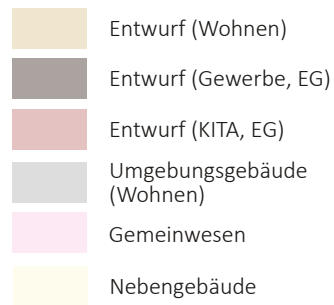 Entwurf (Wohnen)
Entwurf (Gewerbe, EG)
Entwurf (KITA, EG)
Umgebungsgebäude
(Wohnen)
Gemeinwesen
Nebengebäude